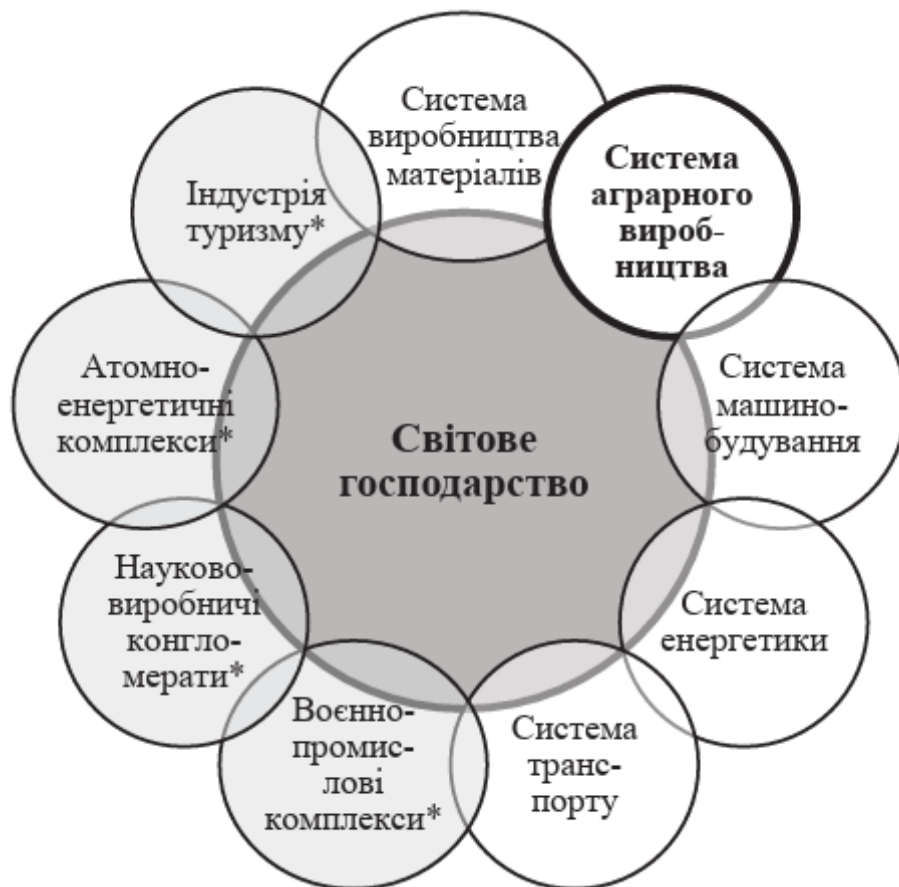 Система
виробництва
матеріалів
Система
аграрного
вироб-
ництва
Система
машино-
будування
Система
енергетики
Система
транс-
порту
Воєнно-
промис-
лові
комплекси*
Науково-
виробничі
конгло-
мерати*
Атомно-
енергетичні
комплекси*
Індустрія
туризму*
Світове
господарство